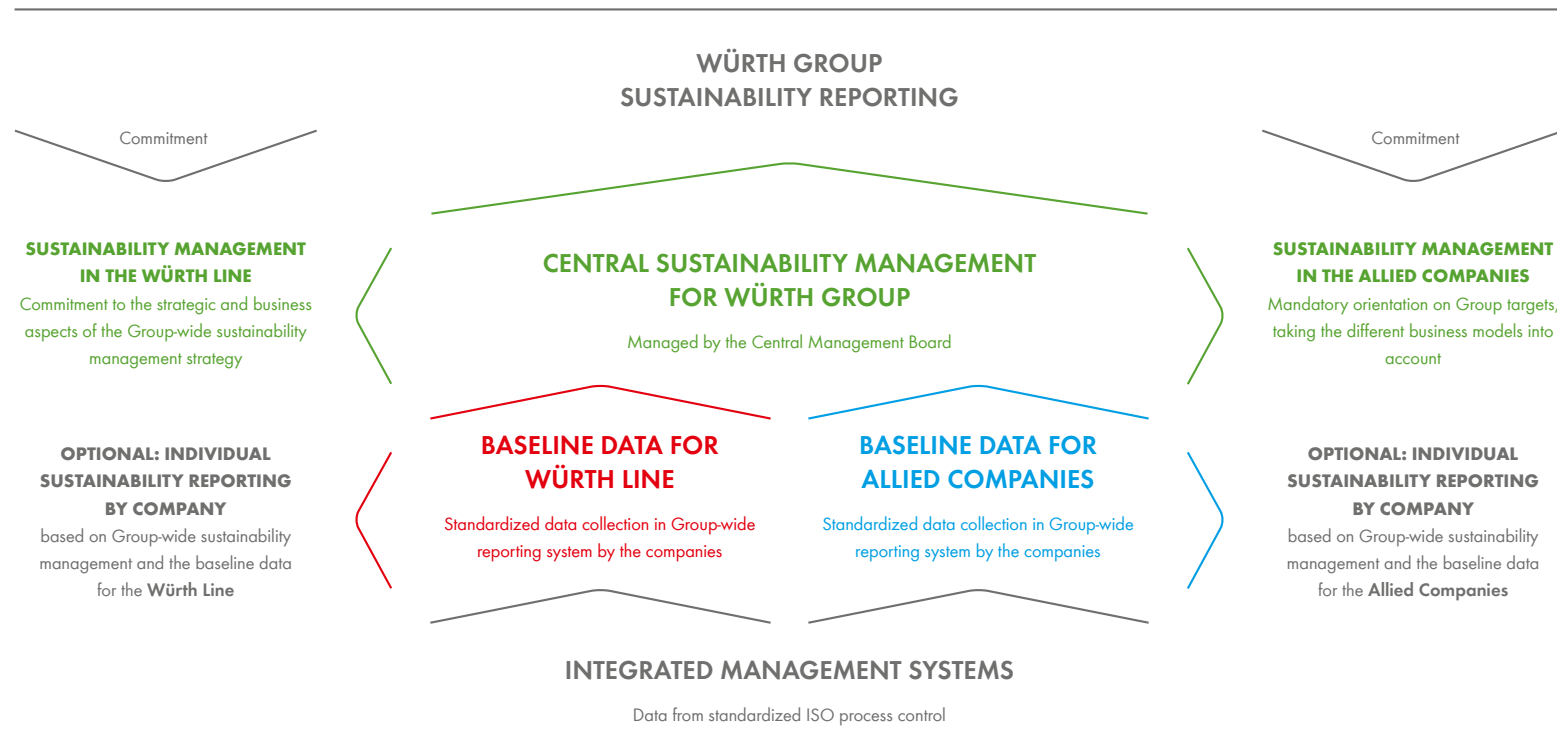 WÜRTH GROUP
SUSTAINABILITY REPORTING
Commitment
Commitment
SUSTAINABILITY MANAGEMENT
IN THE WÜRTH LINE
Commitment to the strategic and business
aspects of the Group-wide sustainability
management strategy
CENTRAL SUSTAINABILITY MANAGEMENT
FOR WÜRTH GROUP
Managed by the Central Management Board
SUSTAINABILITY MANAGEMENT
IN THE ALLIED COMPANIES
Mandatory orientation on Group targets,
taking the different business models into
account
OPTIONAL: INDIVIDUAL
SUSTAINABILITY REPORTING
BY COMPANY
based on Group-wide sustainability
management and the baseline data
for the Würth Line
BASELINE DATA FOR
WÜRTH LINE
Standardized data collection in Group-wide
reporting system by the companies
BASELINE DATA FOR
ALLIED COMPANIES
Standardized data collection in Group-wide
reporting system by the companies
OPTIONAL: INDIVIDUAL
SUSTAINABILITY REPORTING
BY COMPANY
based on Group-wide sustainability
management and the baseline data
for the Allied Companies
INTEGRATED MANAGEMENT SYSTEMS
Data from standardized ISO process control